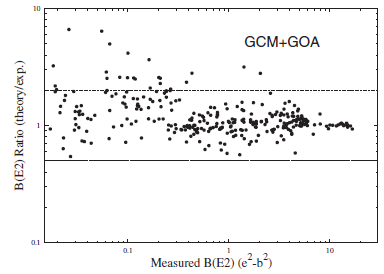 10
GCM+GOA
B(E2) Ratio (theory/exp.)
1
0.1
0.1
1
10
Measured B(E2) (e²-b²)